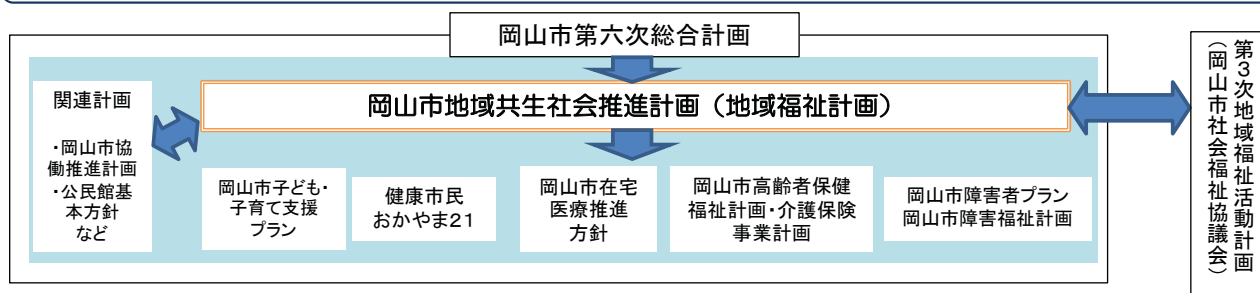 岡山市第六次総合計画
岡山市地域共生社会推進計画（地域福祉計画）
関連計画
・岡山市協
働推進計画
・公民館基
本方針
など
岡山市子ども・
子育て支援
プラン
健康市民
おかやま２１
岡山市在宅
医療推進
方針
岡山市高齢者保健
福祉計画・介護保険
事業計画
岡山市障害者プラン
岡山市障害福祉計画
第３次地域福祉活動計画
（岡山市社会福祉協議会）